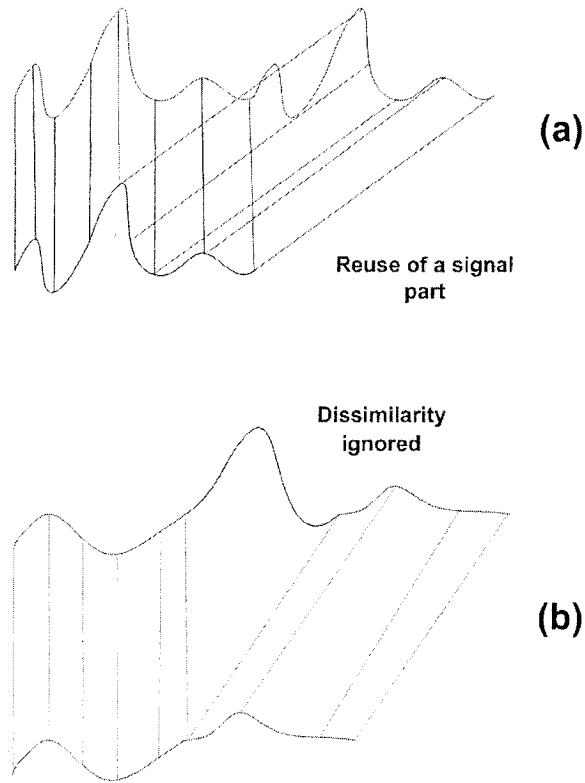 (a)
Reuse of a signal
part
Dissimilarity
ignored
(b)